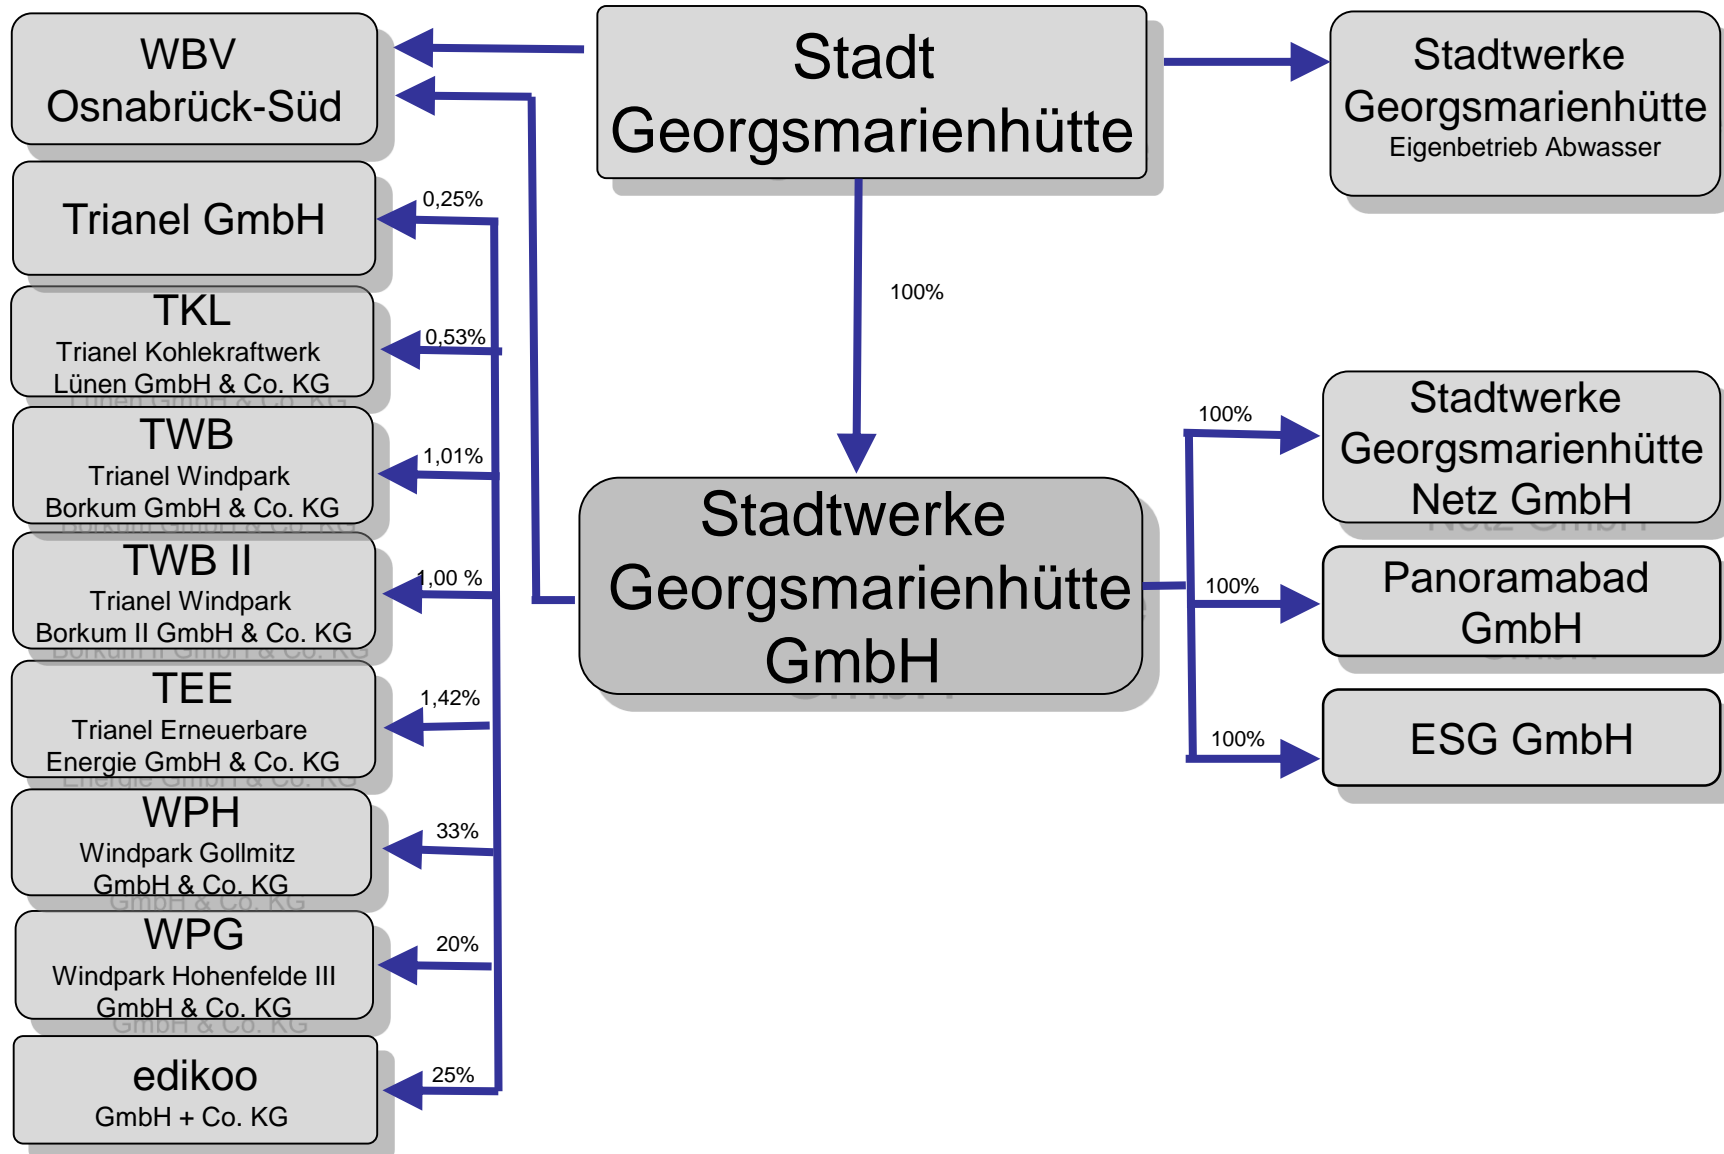 WBV
Osnabrück-Süd
Stadt
Georgsmarienhütte
Stadtwerke
Georgsmarienhütte
Eigenbetrieb Abwasser
Trianel GmbH
0,25%
100%
TKL
Trianel Kohlekraftwerk
Lünen GmbH & Co. KG
0,53%
TWB
Trianel Windpark
Borkum GmbH & Co. KG
1,01%
TWB II
Trianel Windpark
Borkum II GmbH & Co. KG
1,00 %
TEE
Trianel Erneuerbare
Energie GmbH & Co. KG
1,42%
WPH
Windpark Gollmitz
GmbH & Co. KG
33%
WPG
Windpark Hohenfelde III
GmbH & Co. KG
20%
edikoo
GmbH + Co. KG
25%
Stadtwerke
Georgsmarienhütte
GmbH
100%
Stadtwerke
Georgsmarienhütte
Netz GmbH
100%
Panoramabad
GmbH
100%
ESG GmbH